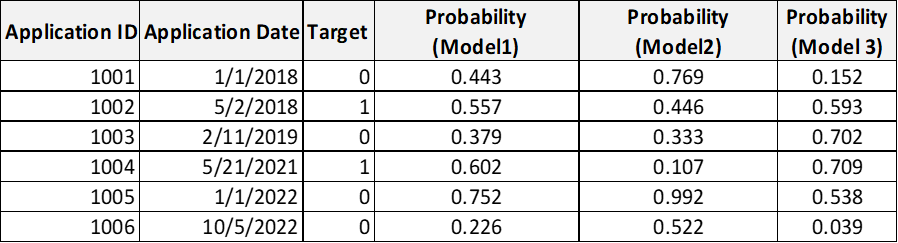 Application ID Application Date Target Probability (Model1) Probability (Model2) Probability (Model 3)
1001 1/1/2018 0 0.443 0.769 0.152
1002 5/2/2018 1 0.557 0.446 0.593
1003 2/11/2019 0 0.379 0.333 0.702
1004 5/21/2021 1 0.602 0.107 0.709
1005 1/1/2022 0 0.752 0.992 0.538
1006 10/5/2022 0 0.226 0.522 0.039